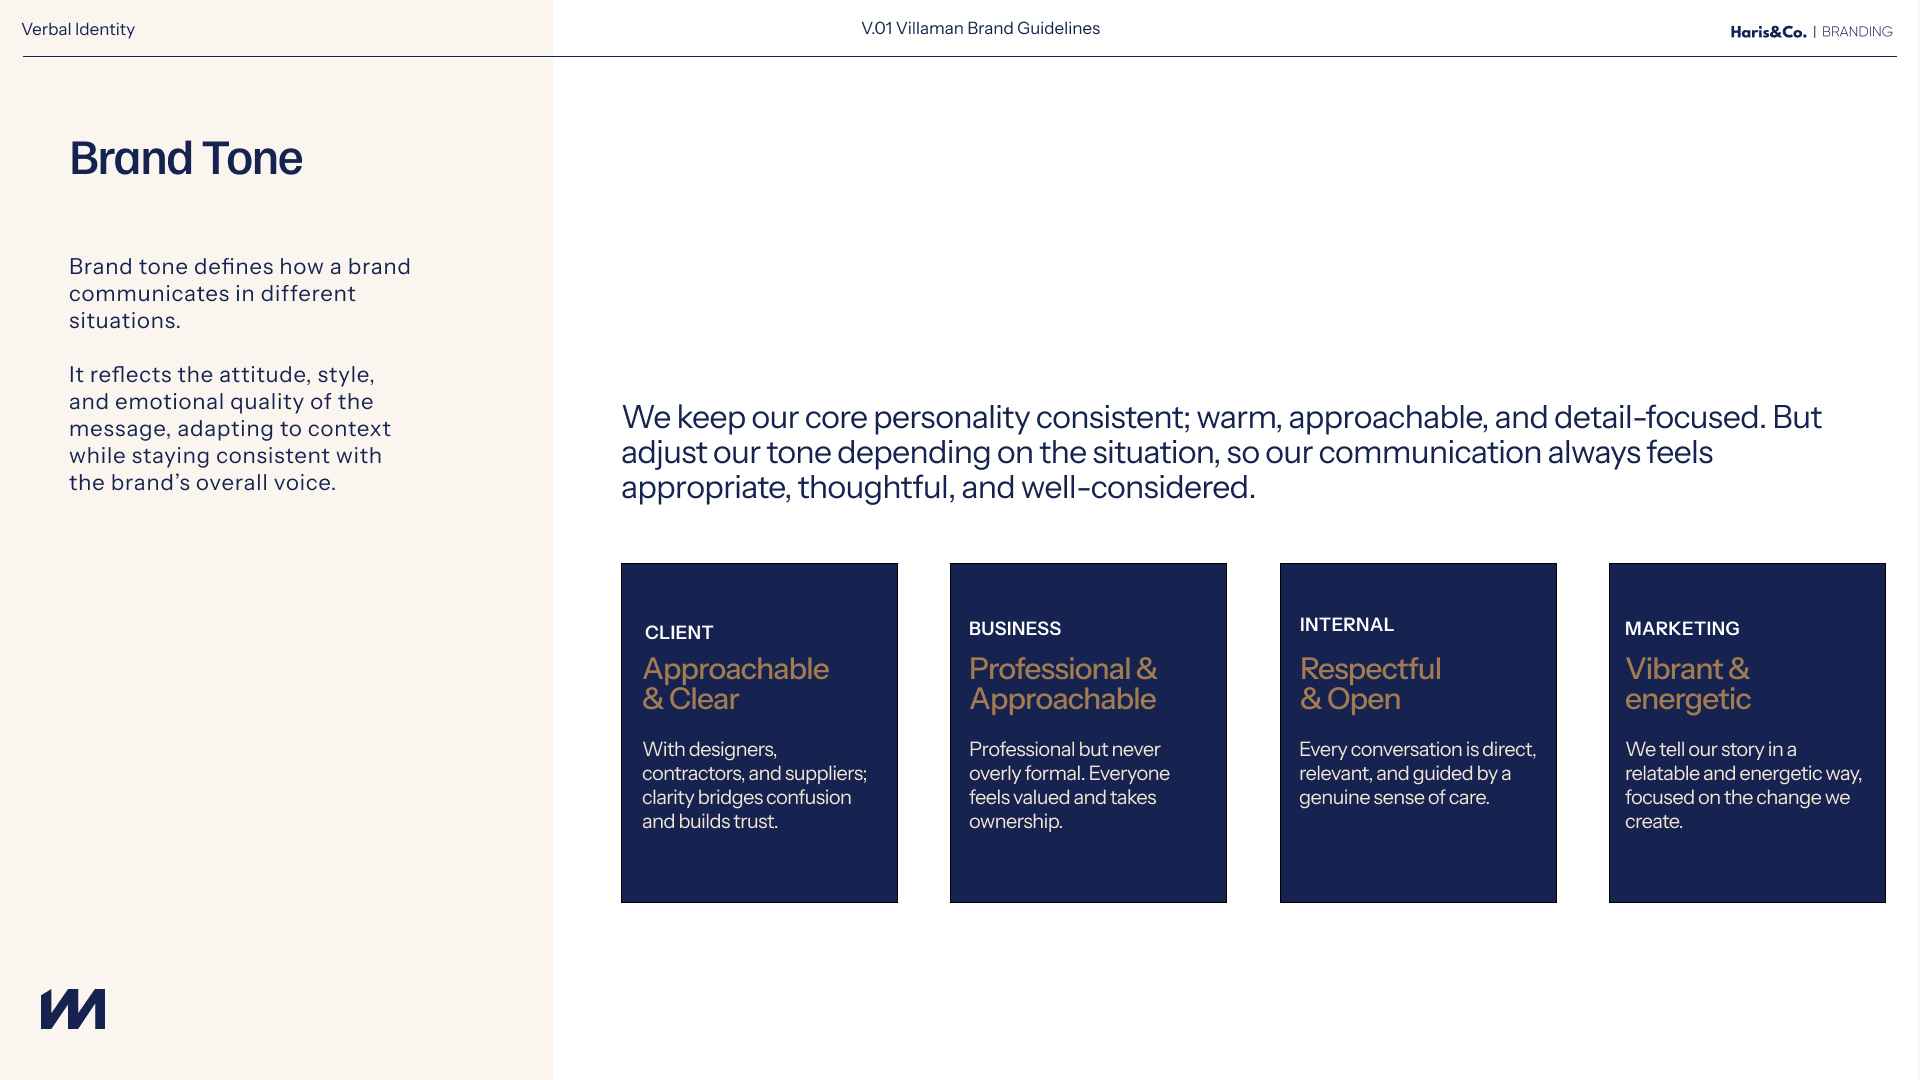 Verbal Identity
V.01 Villaman Brand Guidelines
Haris&Co. | BRANDING
Brand Tone
Brand tone defines how a brand
communicates in different
situations.
It reflects the attitude, style,
and emotional quality of the
message, adapting to context
while staying consistent with
the brand’s overall voice.
We keep our core personality consistent; warm, approachable, and detail-focused. But
adjust our tone depending on the situation, so our communication always feels
appropriate, thoughtful, and well-considered.
CLIENT
Approachable
& Clear
With designers,
contractors, and suppliers;
clarity bridges confusion
and builds trust.
BUSINESS
Professional &
Approachable
Professional but never
overly formal. Everyone
feels valued and takes
ownership.
INTERNAL
Respectful
& Open
Every conversation is direct,
relevant, and guided by a
genuine sense of care.
MARKETING
Vibrant &
energetic
We tell our story in a
relatable and energetic way,
focused on the change we
create.